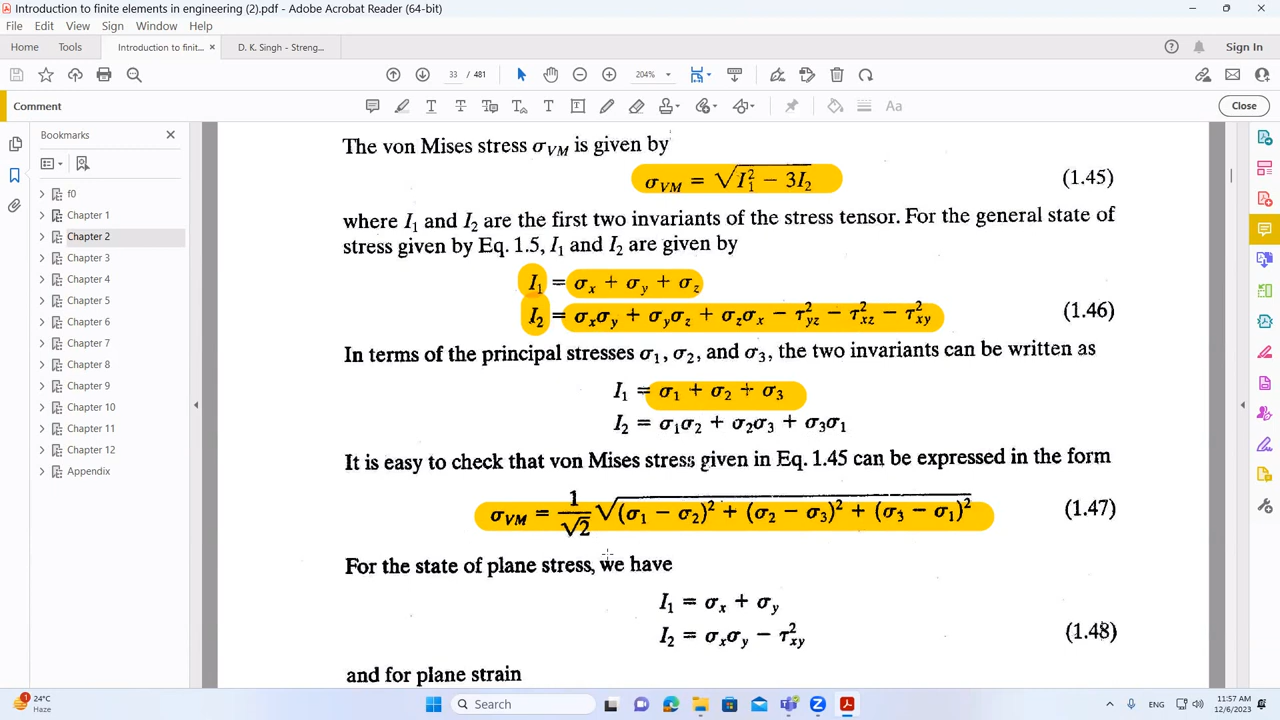 Introduction to finite elements in engineering (2).pdf - Adobe Acrobat Reader (64-bit)
File Edit View Sign Window Help
Home Tools Introduction to finit... × D. K. Singh - Streng... Sign In
33 / 481 204%
Comment Close
Bookmarks
f0
Chapter 1
Chapter 2
Chapter 3
Chapter 4
Chapter 5
Chapter 6
Chapter 7
Chapter 8
Chapter 9
Chapter 10
Chapter 11
Chapter 12
Appendix
The von Mises stress σ_VM is given by
σ_VM = √(I₁² − 3I₂) (1.45)
where I₁ and I₂ are the first two invariants of the stress tensor. For the general state of
stress given by Eq. 1.5, I₁ and I₂ are given by
I₁ = σ_x + σ_y + σ_z
I₂ = σ_xσ_y + σ_yσ_z + σ_zσ_x − τ²_yz − τ²_xz − τ²_xy (1.46)
In terms of the principal stresses σ₁, σ₂, and σ₃, the two invariants can be written as
I₁ = σ₁ + σ₂ + σ₃
I₂ = σ₁σ₂ + σ₂σ₃ + σ₃σ₁
It is easy to check that von Mises stress given in Eq. 1.45 can be expressed in the form
σ_VM = 1/√2 √((σ₁ − σ₂)² + (σ₂ − σ₃)² + (σ₃ − σ₁)²) (1.47)
For the state of plane stress, we have
I₁ = σ_x + σ_y
I₂ = σ_xσ_y − τ²_xy (1.48)
and for plane strain
24°C
Haze
Search
ENG
11:57 AM
12/6/2023